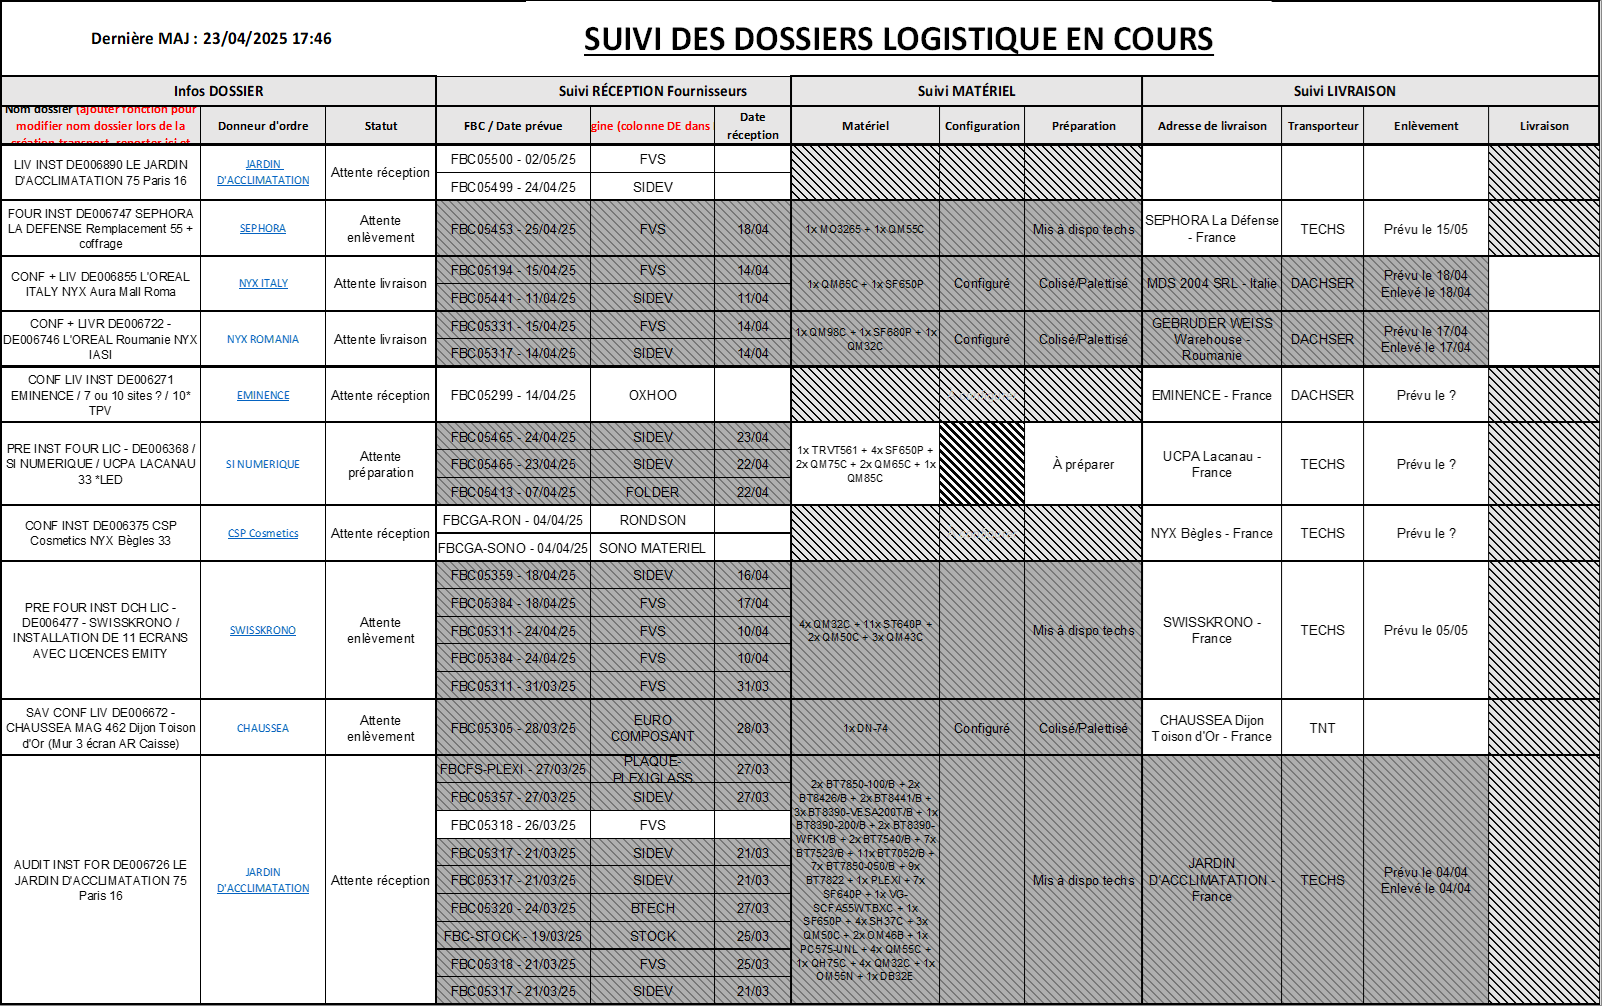 Dernière MAJ : 23/04/2025 17:46
SUIVI DES DOSSIERS LOGISTIQUE EN COURS
Infos DOSSIER
Suivi RÉCEPTION Fournisseurs
Suivi MATÉRIEL
Suivi LIVRAISON
Nom dossier (ajouter fonction pour
modifier nom dossier lors de la
création transport, reporter ici et
Donneur d'ordre
Statut
FBC / Date prévue
gine (colonne DE dans
Date
réception
Matériel
Configuration
Préparation
Adresse de livraison
Transporteur
Enlèvement
Livraison
LIV INST DE006890 LE JARDIN
D'ACCLIMATATION 75 Paris 16
JARDIN
D'ACCLIMATATION
Attente réception
FBC05500 - 02/05/25
FVS
FBC05499 - 24/04/25
SIDEV
FOUR INST DE006747 SEPHORA
LA DEFENSE Remplacement 55 +
coffrage
SEPHORA
Attente
enlèvement
FBC05453 - 25/04/25
FVS
18/04
1x MO3265 + 1x QM55C
Mis à dispo techs
SEPHORA La Défense
- France
TECHS
Prévu le 15/05
CONF + LIV DE006855 L'OREAL
ITALY NYX Aura Mall Roma
NYX ITALY
Attente livraison
FBC05194 - 15/04/25
FVS
14/04
FBC05441 - 11/04/25
SIDEV
11/04
1x QM65C + 1x SF650P
Configuré
Colisé/Palettisé
MDS 2004 SRL - Italie
DACHSER
Prévu le 18/04
Enlevé le 18/04
CONF + LIVR DE006722 -
DE006746 L'OREAL Roumanie NYX
IASI
NYX ROMANIA
Attente livraison
FBC05331 - 15/04/25
FVS
14/04
FBC05317 - 14/04/25
SIDEV
14/04
1x QM98C + 1x SF680P + 1x
QM32C
Configuré
Colisé/Palettisé
GEBRUDER WEISS
Warehouse -
Roumanie
DACHSER
Prévu le 17/04
Enlevé le 17/04
CONF LIV INST DE006271
EMINENCE / 7 ou 10 sites ? / 10*
TPV
EMINENCE
Attente réception
FBC05299 - 14/04/25
OXHOO
EMINENCE - France
DACHSER
Prévu le ?
PRE INST FOUR LIC - DE006368 /
SI NUMERIQUE / UCPA LACANAU
33 *LED
SI NUMERIQUE
Attente
préparation
FBC05465 - 24/04/25
SIDEV
23/04
FBC05465 - 23/04/25
SIDEV
22/04
FBC05413 - 07/04/25
FOLDER
22/04
1x TRVT561 + 4x SF650P +
2x QM75C + 2x QM65C + 1x
QM85C
À préparer
UCPA Lacanau -
France
TECHS
Prévu le ?
CONF INST DE006375 CSP
Cosmetics NYX Bègles 33
CSP Cosmetics
Attente réception
FBCGA-RON - 04/04/25
RONDSON
FBCGA-SONO - 04/04/25
SONO MATERIEL
NYX Bègles - France
TECHS
Prévu le ?
PRE FOUR INST DCH LIC -
DE006477 - SWISSKRONO /
INSTALLATION DE 11 ECRANS
AVEC LICENCES EMITY
SWISSKRONO
Attente
enlèvement
FBC05359 - 18/04/25
SIDEV
16/04
FBC05384 - 18/04/25
FVS
17/04
FBC05311 - 24/04/25
FVS
10/04
FBC05384 - 24/04/25
FVS
10/04
FBC05311 - 31/03/25
FVS
31/03
4x QM32C + 11x ST640P +
2x QM50C + 3x QM43C
Mis à dispo techs
SWISSKRONO -
France
TECHS
Prévu le 05/05
SAV CONF LIV DE006672 -
CHAUSSEA MAG 462 Dijon Toison
d'Or (Mur 3 écran AR Caisse)
CHAUSSEA
Attente
enlèvement
FBC05305 - 28/03/25
EURO
COMPOSANT
28/03
1x DN-74
Configuré
Colisé/Palettisé
CHAUSSEA Dijon
Toison d'Or - France
TNT
AUDIT INST FOR DE006726 LE
JARDIN D'ACCLIMATATION 75
Paris 16
JARDIN
D'ACCLIMATATION
Attente réception
FBCFS-PLEXI - 27/03/25
PLAQUE-
PLEXIGLASS
27/03
FBC05357 - 27/03/25
SIDEV
27/03
FBC05318 - 26/03/25
FVS
FBC05317 - 21/03/25
SIDEV
21/03
FBC05317 - 21/03/25
SIDEV
21/03
FBC05320 - 24/03/25
BTECH
27/03
FBC-STOCK - 19/03/25
STOCK
25/03
FBC05318 - 21/03/25
FVS
25/03
FBC05317 - 21/03/25
SIDEV
21/03
2x BT7850-100/B + 2x
BT8426/B + 2x BT8441/B +
3x BT8390-VESA200T/B + 1x
BT8390-200/B + 2x BT8390-
WFK1/B + 2x BT7540/B + 7x
BT7523/B + 11x BT7052/B +
7x BT7850-050/B + 9x
BT7822 + 1x PLEXI + 7x
SF640P + 1x VG-
SCFA55WTBXC + 1x
SF650P + 4x SH37C + 3x
QM50C + 2x OM46B + 1x
PC575-UNL + 4x QM55C +
1x QH75C + 4x QM32C + 1x
OM55N + 1x DB32E
Mis à dispo techs
JARDIN
D'ACCLIMATATION -
France
TECHS
Prévu le 04/04
Enlevé le 04/04